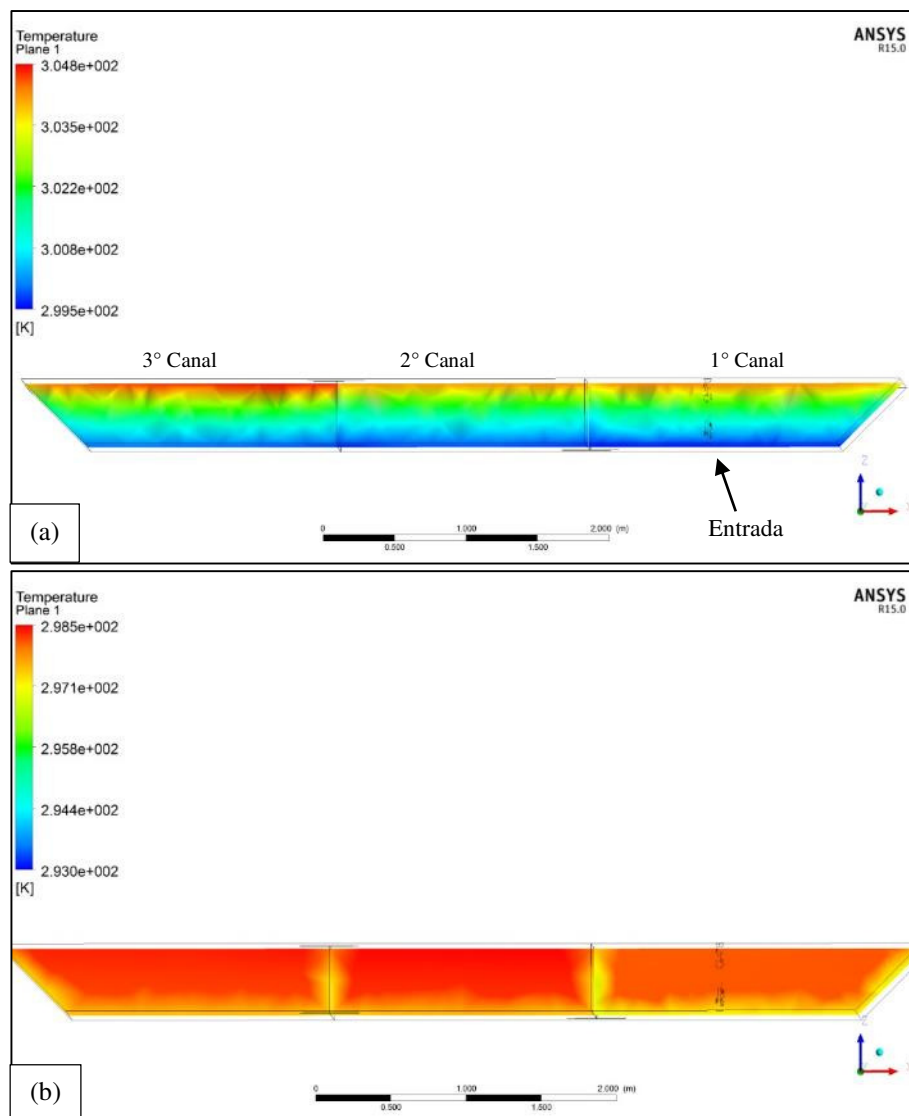 Temperature
Plane 1
ANSYS
R15.0
3.048e+002
3.035e+002
3.022e+002
3.008e+002
2.995e+002
[K]
3° Canal
2° Canal
1° Canal
Z
Entrada
(a)
0
1.000
2.000 (m)
0.500
1.500
Temperature
Plane 1
ANSYS
R15.0
2.985e+002
2.971e+002
2.958e+002
2.944e+002
2.930e+002
[K]
Z
(b)
0
1.000
2.000 (m)
0.500
1.500